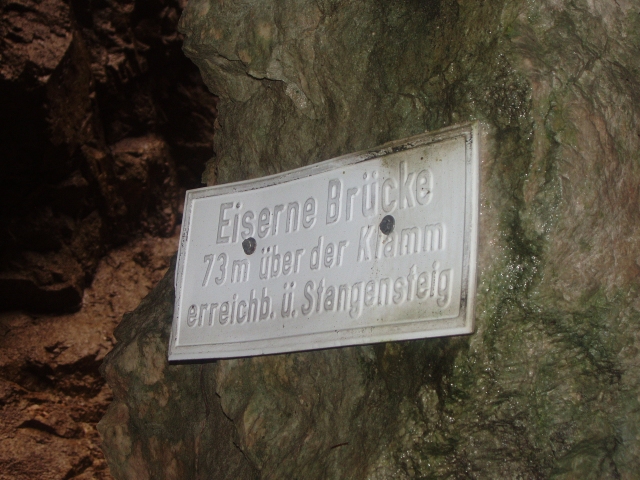 Eiserne Brücke
73 m über der Klamm
erreichb. ü. Stangensteig